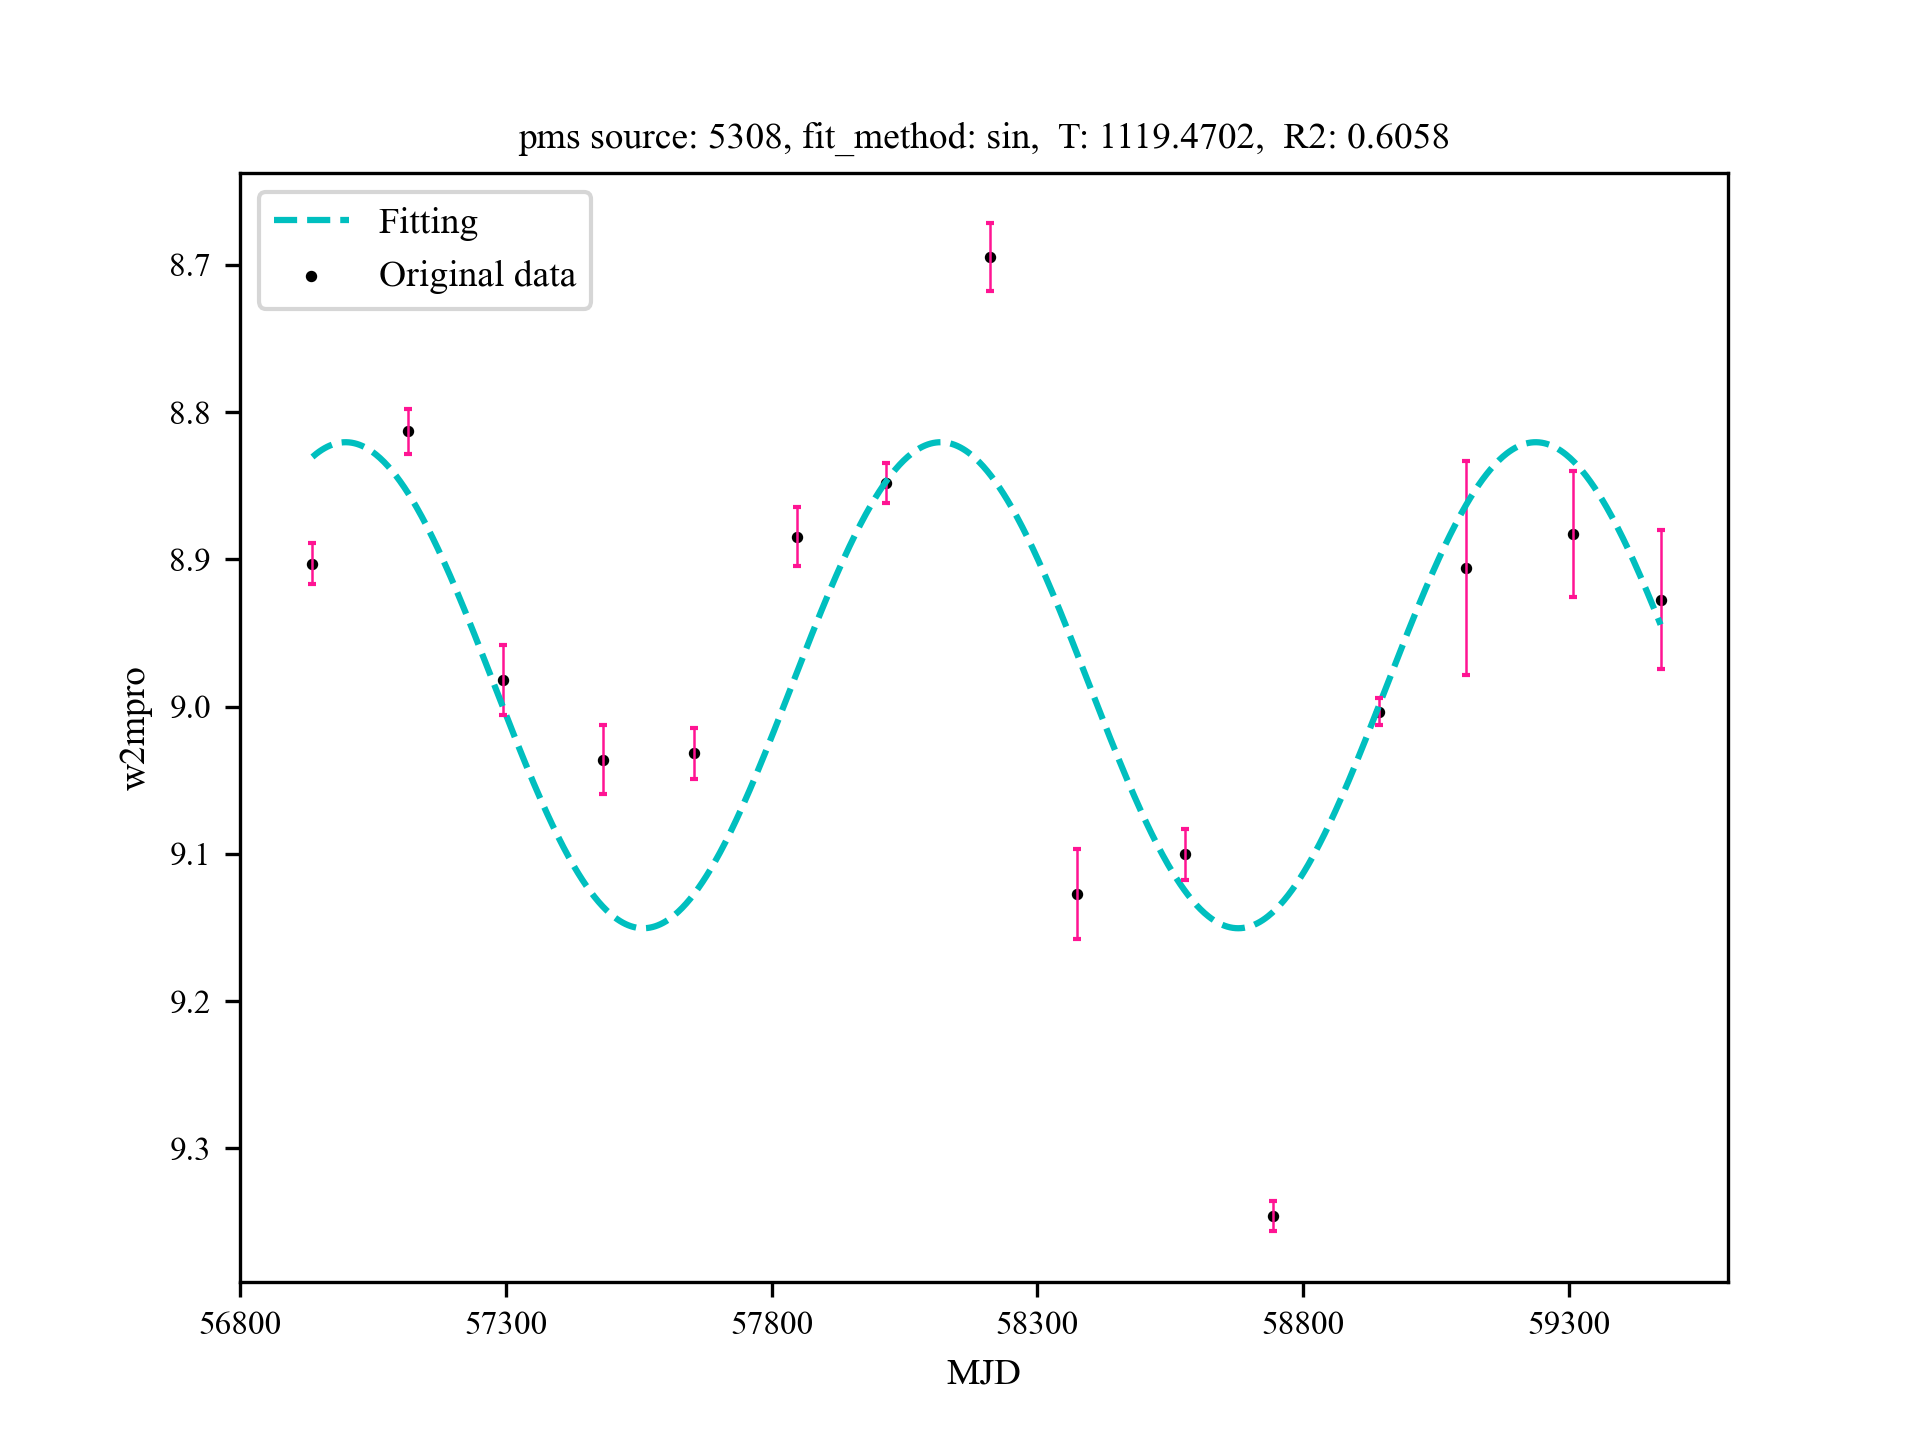 pms source: 5308, fit_method: sin,  T: 1119.4702,  R2: 0.6058
Fitting
Original data
8.7
8.8
8.9
9.0
9.1
9.2
9.3
w2mpro
56800 57300 57800 58300 58800 59300
MJD